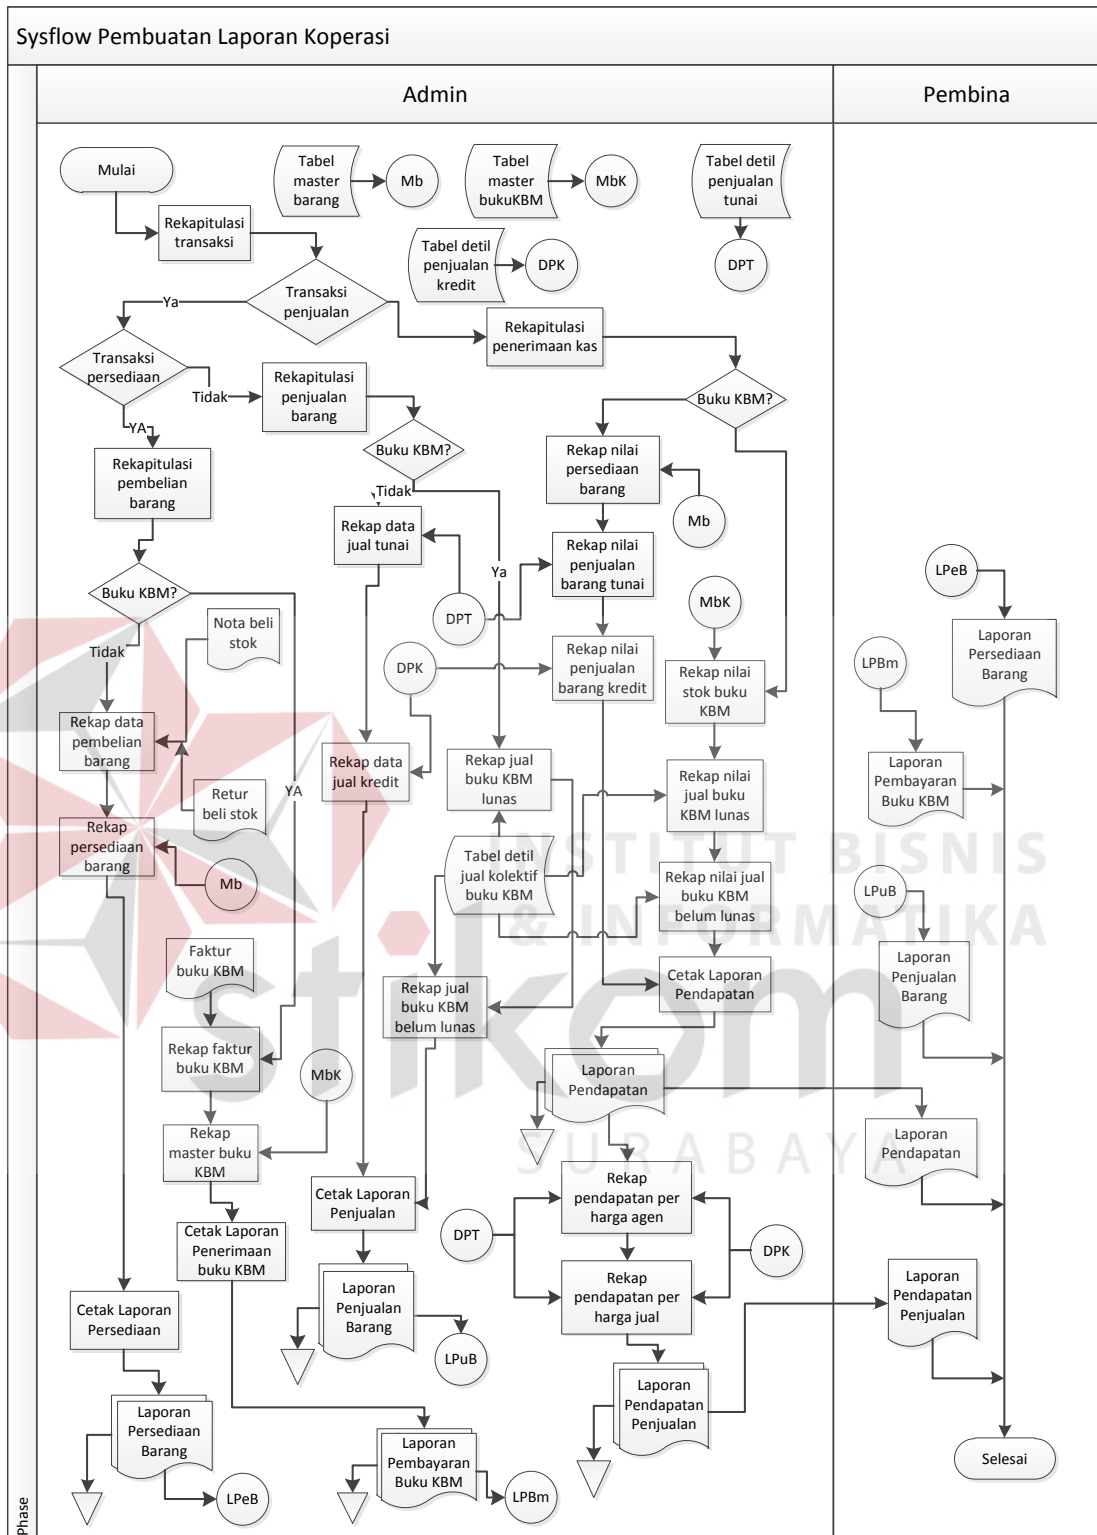 Sysflow Pembuatan Laporan Koperasi
Phase
Admin
Pembina
Mulai
Tabel
master
barang
Mb
Tabel
master
bukuKBM
MbK
Tabel detil
penjualan
tunai
Rekapitulasi
transaksi
Tabel detil
penjualan
kredit
DPK
DPT
Transaksi
penjualan
Ya
Rekapitulasi
penerimaan kas
Transaksi
persediaan
Tidak
Rekapitulasi
penjualan
barang
Buku KBM?
YA
Buku KBM?
Rekapitulasi
pembelian
barang
Rekap nilai
persediaan
barang
Tidak
Mb
Rekap data
jual tunai
Rekap nilai
penjualan
barang tunai
Ya
Buku KBM?
LPeB
DPT
MbK
Nota beli
stok
Tidak
Laporan
Persediaan
Barang
DPK
Rekap nilai
penjualan
barang kredit
Rekap nilai
stok buku
KBM
LPBm
Rekap data
pembelian
barang
Rekap data
jual kredit
Rekap jual
buku KBM
lunas
Rekap nilai
jual buku
KBM lunas
Laporan
Pembayaran
Buku KBM
YA
Retur
beli stok
Rekap
persediaan
barang
INSTITUT BISNIS
& INFORMATIKA
stikom
SURABAYA
Mb
Tabel detil
jual kolektif
buku KBM
Rekap nilai jual
buku KBM
belum lunas
LPuB
Faktur
buku KBM
Rekap jual
buku KBM
belum lunas
Cetak Laporan
Pendapatan
Laporan
Penjualan
Barang
Rekap faktur
buku KBM
MbK
Laporan
Pendapatan
Rekap
master buku
KBM
Laporan
Pendapatan
Cetak Laporan
Penjualan
Rekap
pendapatan per
harga agen
Cetak Laporan
Penerimaan
buku KBM
DPT
DPK
Cetak Laporan
Persediaan
Laporan
Penjualan
Barang
Rekap
pendapatan per
harga jual
Laporan
Pendapatan
Penjualan
LPuB
Laporan
Persediaan
Barang
Laporan
Pendapatan
Penjualan
Laporan
Pembayaran
Buku KBM
Selesai
LPeB
LPBm